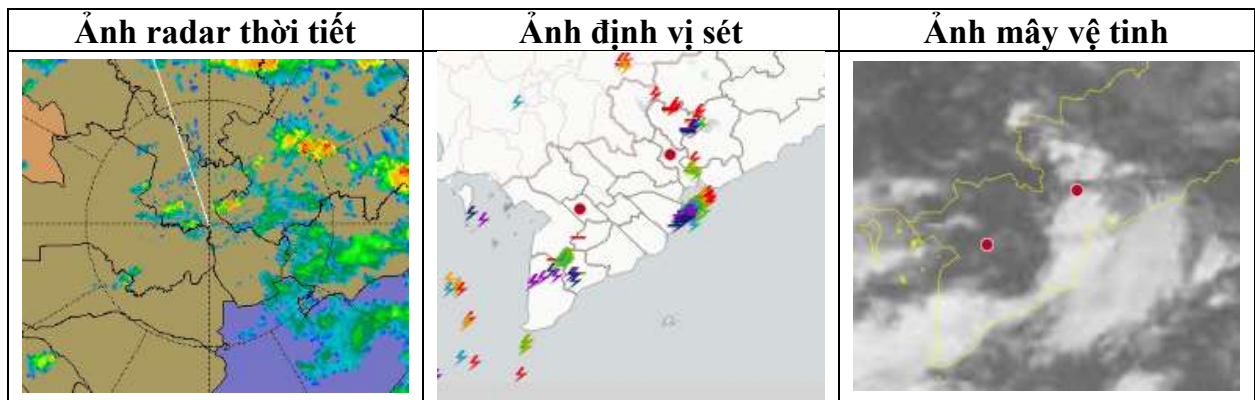 Ảnh radar thời tiết
Ảnh định vị sét
Ảnh mây vệ tinh